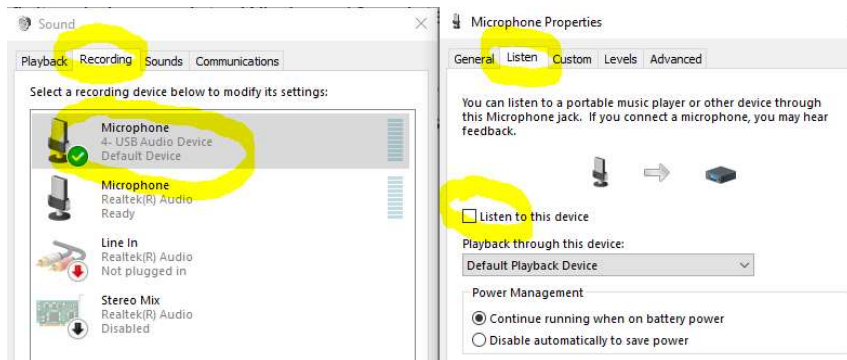 Sound
Playback Recording Sounds Communications
Select a recording device below to modify its settings:
Microphone
4- USB Audio Device
Default Device
Microphone
Realtek(R) Audio
Ready
Line In
Realtek(R) Audio
Not plugged in
Stereo Mix
Realtek(R) Audio
Disabled
Microphone Properties
General Listen Custom Levels Advanced
You can listen to a portable music player or other device through
this Microphone jack. If you connect a microphone, you may hear
feedback.
Listen to this device
Playback through this device:
Default Playback Device
Power Management
Continue running when on battery power
Disable automatically to save power